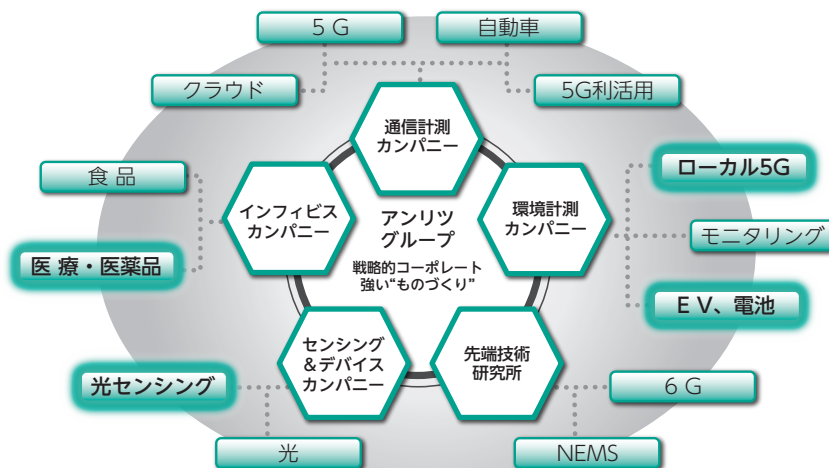 5 G
自動車
クラウド
5G利活用
通信計測
カンパニー
食 品
ローカル5G
インフィビス
カンパニー
アンリツ
グループ
戦略的コーポレート
強い“ものづくり”
環境計測
カンパニー
モニタリング
医 療・医薬品
E V、電池
センシング
&デバイス
カンパニー
先端技術
研究所
光センシング
6 G
光
NEMS